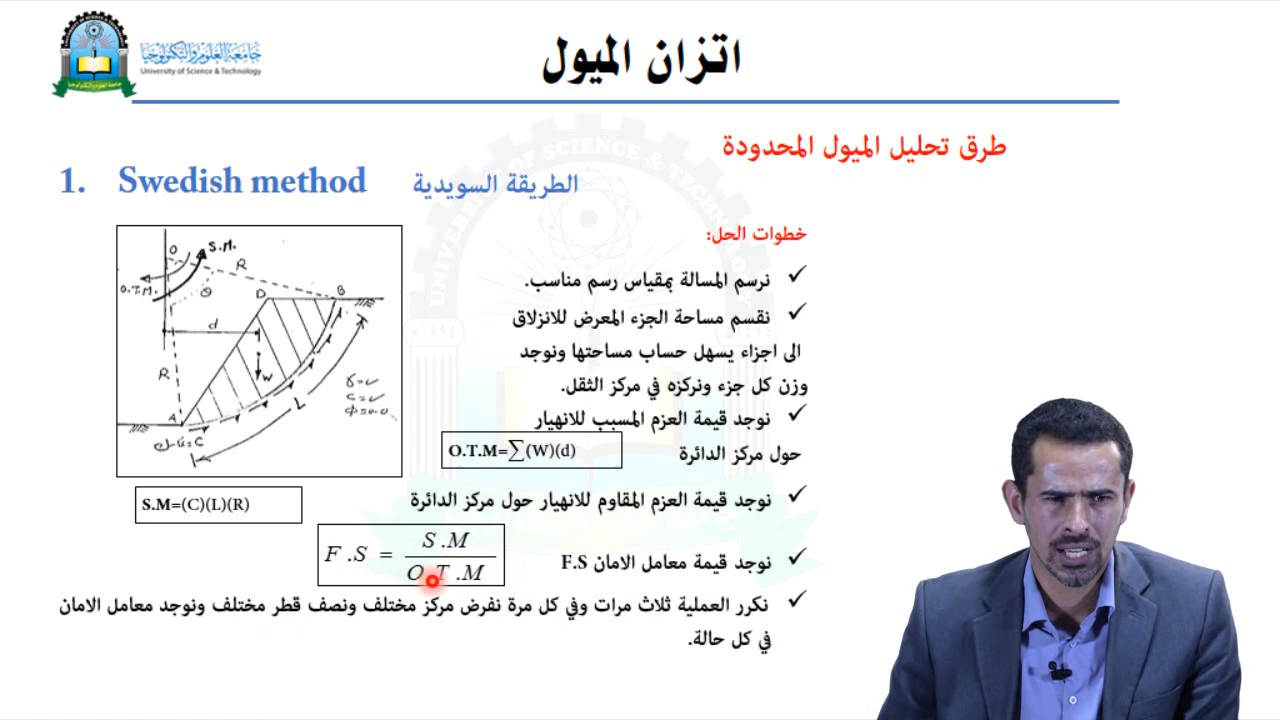 جامعة العلوم والتكنولوجيا
University of Science & Technology
اتزان الميول
طرق تحليل الميول المحدودة
1. Swedish method الطريقة السويدية
خطوات الحل:
✓ نرسم المسالة بمقياس رسم مناسب.
✓ نقسم مساحة الجزء المعرض للانزلاق
الى اجزاء يسهل حساب مساحتها ونوجد
وزن كل جزء ونركزه في مركز الثقل.
✓ نوجد قيمة العزم المسبب للانهيار
حول مركز الدائرة
O.T.M=∑(W)(d)
✓ نوجد قيمة العزم المقاوم للانهيار حول مركز الدائرة
S.M=(C)(L)(R)
✓ نوجد قيمة معامل الامان F.S
F.S = S.M / O.T.M
✓ نكرر العملية ثلاث مرات وفي كل مرة نفرض مركز مختلف ونصف قطر مختلف ونوجد معامل الامان
في كل حالة.
O
S.M.
R
O.T.M.
θ
D
B
d
W
R
L
A
UNIVERSITY OF SCIENCE & TECHNOLOGY